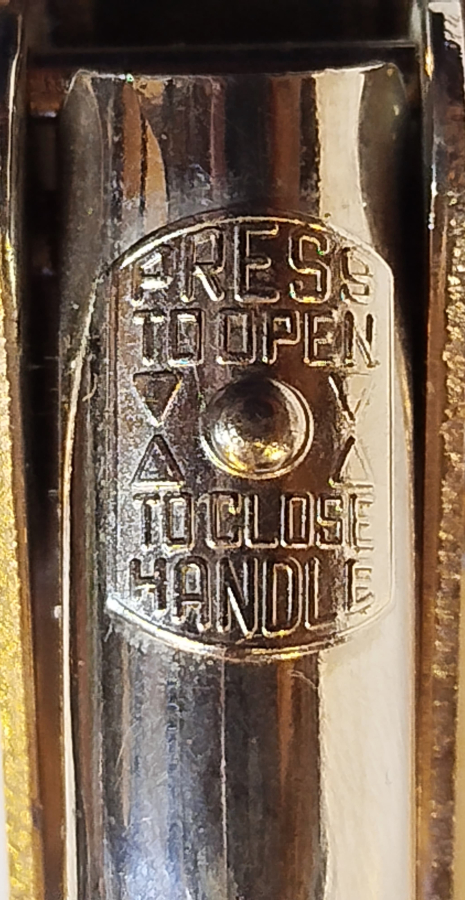 PRESS
TO OPEN
TO CLOSE
HANDLE